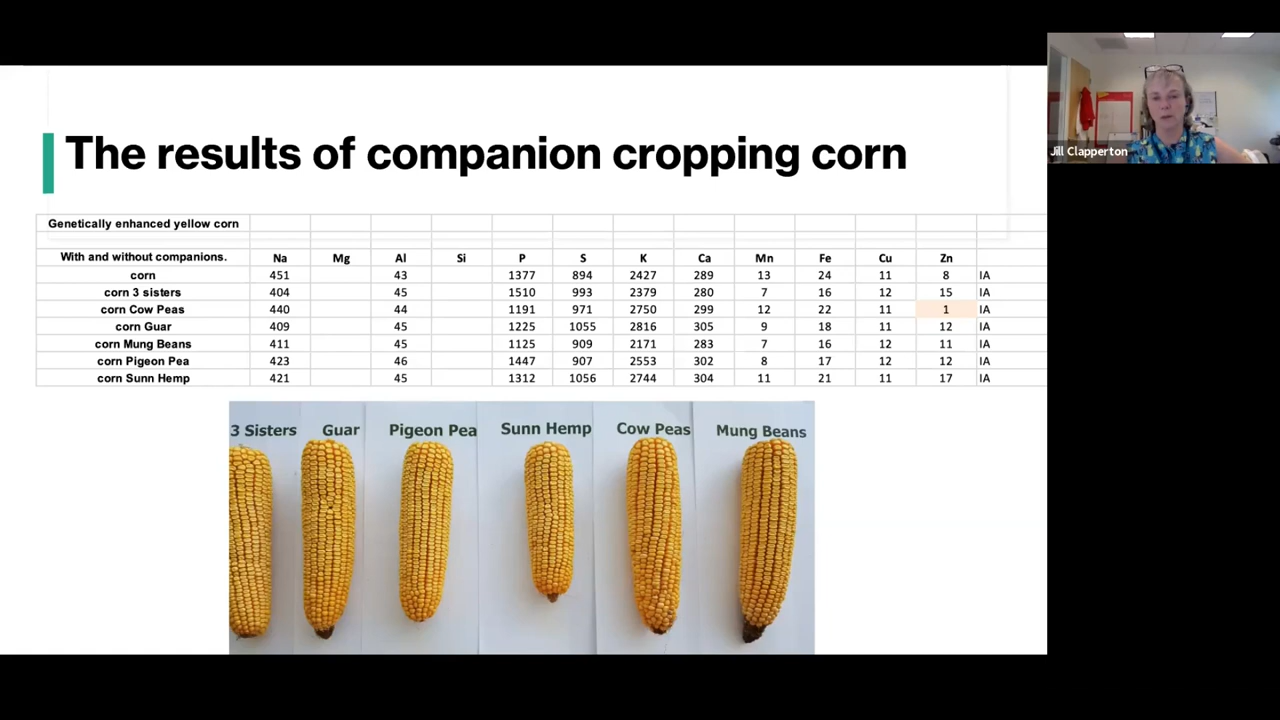 The results of companion cropping corn
Jill Clapperton
Genetically enhanced yellow corn
With and without companions. Na Mg Al Si P S K Ca Mn Fe Cu Zn
corn 451 43 1377 894 2427 289 13 24 11 8 IA
corn 3 sisters 404 45 1510 993 2379 280 7 16 12 15 IA
corn Cow Peas 440 44 1191 971 2750 299 12 22 11 1 IA
corn Guar 409 45 1225 1055 2816 305 9 18 11 12 IA
corn Mung Beans 411 45 1125 909 2171 283 7 16 12 11 IA
corn Pigeon Pea 423 46 1447 907 2553 302 8 17 12 12 IA
corn Sunn Hemp 421 45 1312 1056 2744 304 11 21 11 17 IA
3 Sisters Guar Pigeon Pea Sunn Hemp Cow Peas Mung Beans